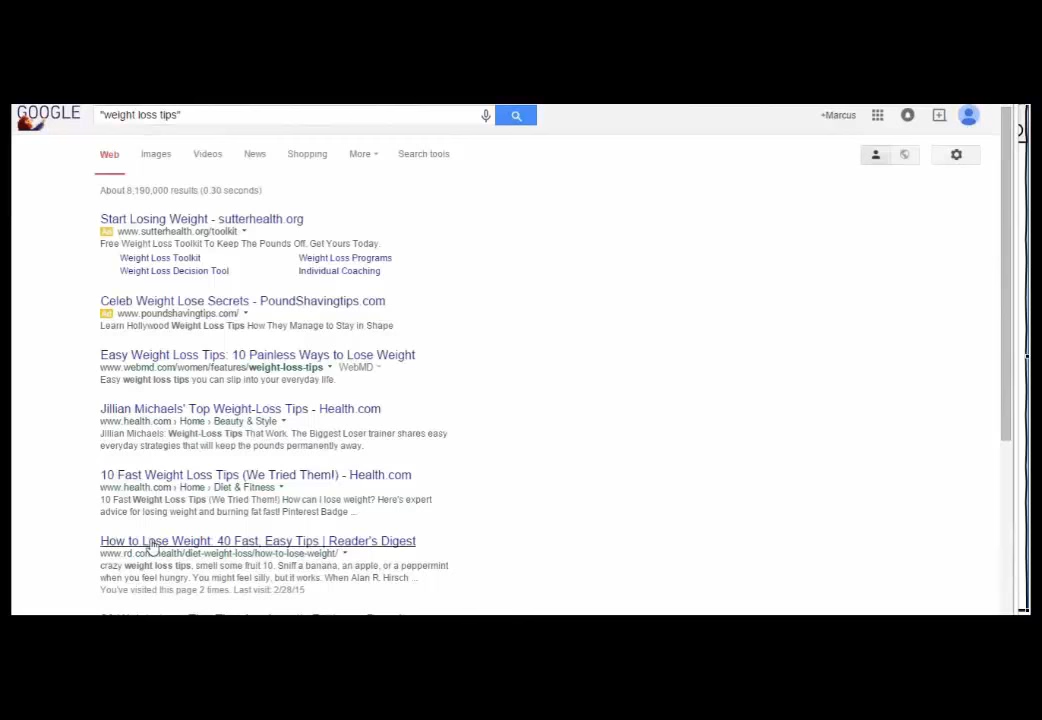 GOOGLE "weight loss tips" +Marcus
Web Images Videos News Shopping More Search tools
About 8,190,000 results (0.30 seconds)
Start Losing Weight - sutterhealth.org
Ad www.sutterhealth.org/toolkit
Free Weight Loss Toolkit To Keep The Pounds Off. Get Yours Today.
Weight Loss Toolkit Weight Loss Programs
Weight Loss Decision Tool Individual Coaching
Celeb Weight Lose Secrets - PoundShavingtips.com
Ad www.poundshavingtips.com/
Learn Hollywood Weight Loss Tips How They Manage to Stay in Shape
Easy Weight Loss Tips: 10 Painless Ways to Lose Weight
www.webmd.com/women/features/weight-loss-tips WebMD
Easy weight loss tips you can slip into your everyday life.
Jillian Michaels' Top Weight-Loss Tips - Health.com
www.health.com › Home › Beauty & Style
Jillian Michaels: Weight-Loss Tips That Work. The Biggest Loser trainer shares easy
everyday strategies that will keep the pounds permanently away.
10 Fast Weight Loss Tips (We Tried Them!) - Health.com
www.health.com › Home › Diet & Fitness
10 Fast Weight Loss Tips (We Tried Them!) How can I lose weight? Here's expert
advice for losing weight and burning fat fast! Pinterest Badge ...
How to Lose Weight: 40 Fast, Easy Tips | Reader's Digest
www.rd.com/health/diet-weight-loss/how-to-lose-weight/
crazy weight loss tips, smell some fruit 10. Sniff a banana, an apple, or a peppermint
when you feel hungry. You might feel silly, but it works. When Alan R. Hirsch ...
You've visited this page 2 times. Last visit: 2/28/15